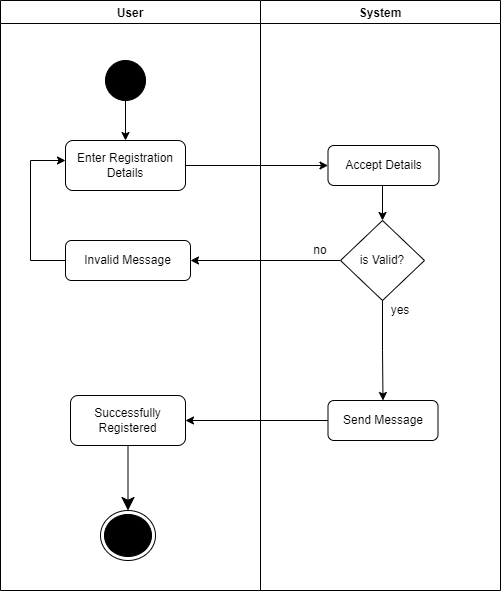 User
System
Enter Registration
Details
Accept Details
Invalid Message
no
is Valid?
yes
Successfully
Registered
Send Message